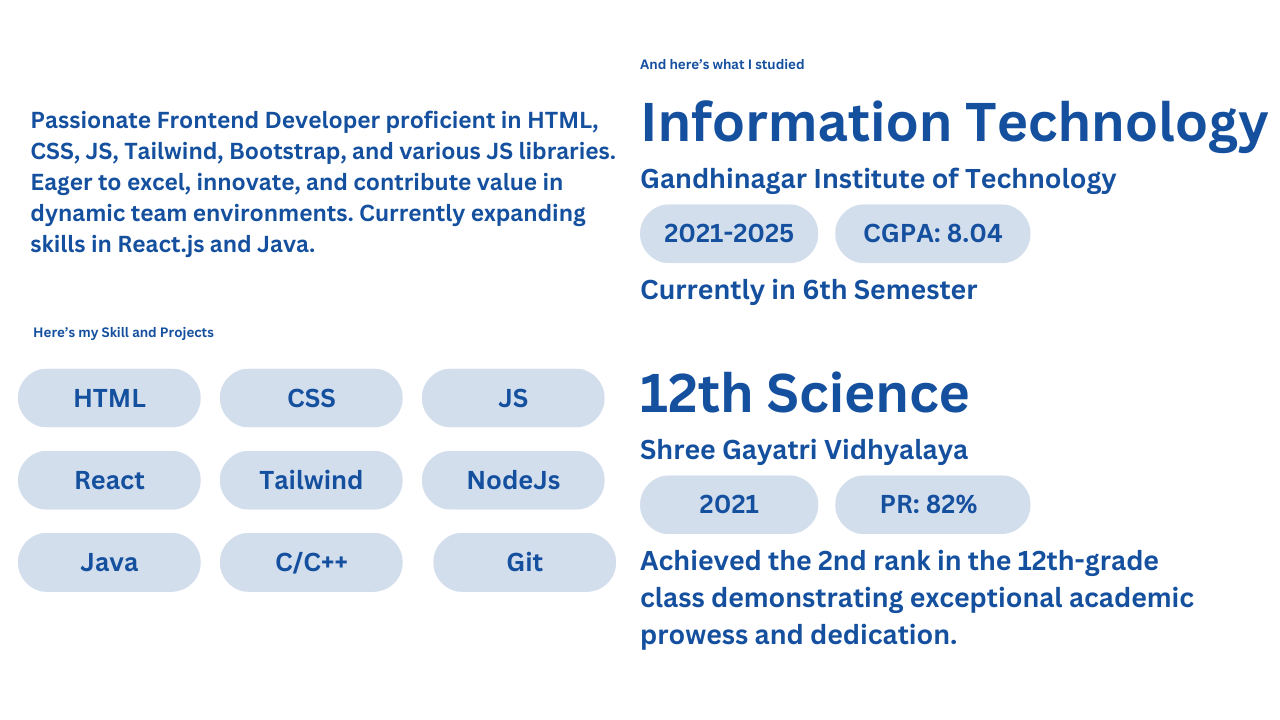 Passionate Frontend Developer proficient in HTML,
CSS, JS, Tailwind, Bootstrap, and various JS libraries.
Eager to excel, innovate, and contribute value in
dynamic team environments. Currently expanding
skills in React.js and Java.
Here's my Skill and Projects
HTML CSS JS
React Tailwind NodeJs
Java C/C++ Git
And here's what I studied
Information Technology
Gandhinagar Institute of Technology
2021-2025 CGPA: 8.04
Currently in 6th Semester
12th Science
Shree Gayatri Vidhyalaya
2021 PR: 82%
Achieved the 2nd rank in the 12th-grade
class demonstrating exceptional academic
prowess and dedication.